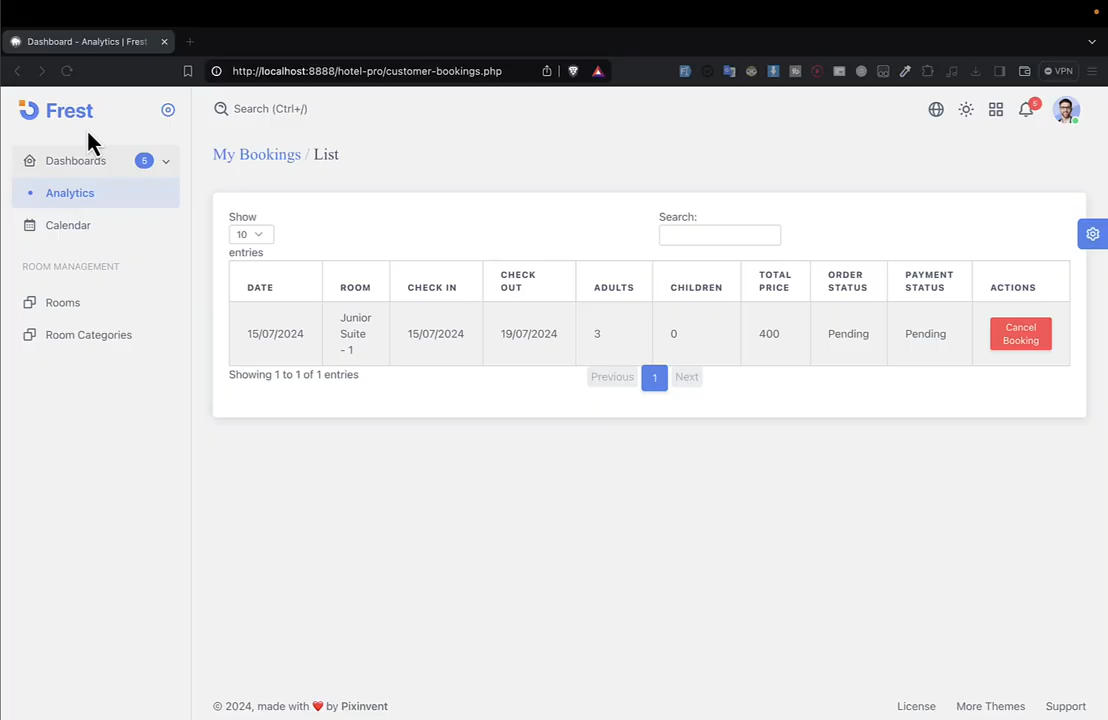 Dashboard - Analytics | Frest
http://localhost:8888/hotel-pro/customer-bookings.php
VPN
Frest
Search (Ctrl+/)
5
Dashboards 5
Analytics
Calendar
ROOM MANAGEMENT
Rooms
Room Categories
My Bookings / List
Show
10
entries
Search:
DATE ROOM CHECK IN CHECK OUT ADULTS CHILDREN TOTAL PRICE ORDER STATUS PAYMENT STATUS ACTIONS
15/07/2024 Junior Suite - 1 15/07/2024 19/07/2024 3 0 400 Pending Pending Cancel Booking
Showing 1 to 1 of 1 entries
Previous 1 Next
© 2024, made with ❤️ by Pixinvent
License More Themes Support